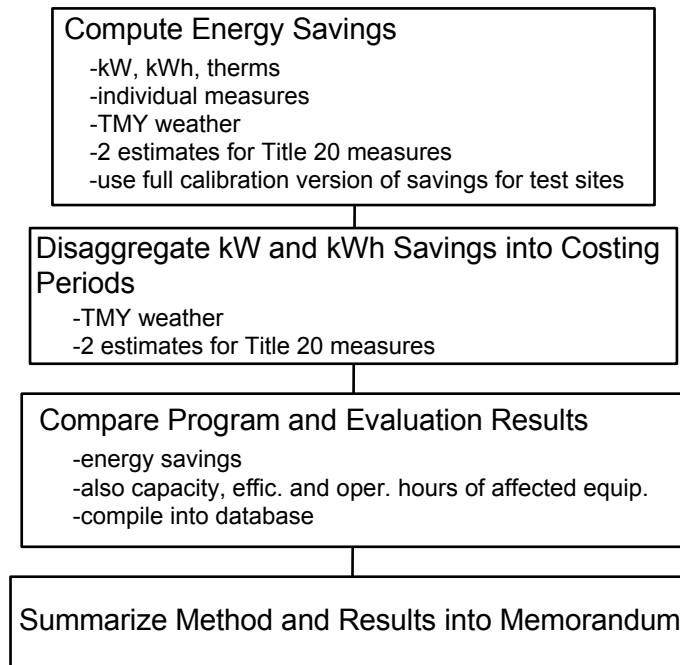 Compute Energy Savings
-kW, kWh, therms
-individual measures
-TMY weather
-2 estimates for Title 20 measures
-use full calibration version of savings for test sites
Disaggregate kW and kWh Savings into Costing
Periods
-TMY weather
-2 estimates for Title 20 measures
Compare Program and Evaluation Results
-energy savings
-also capacity, effic. and oper. hours of affected equip.
-compile into database
Summarize Method and Results into Memorandum